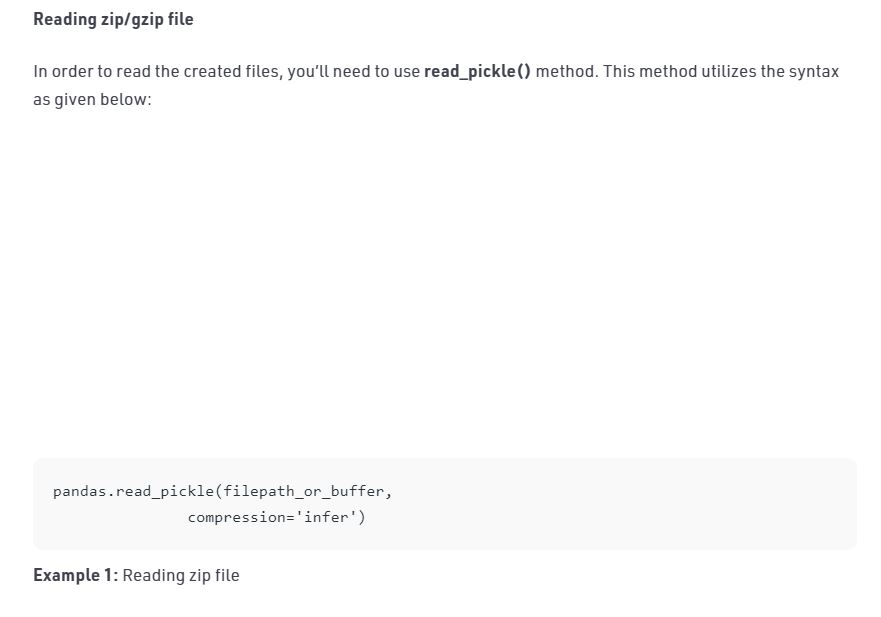 Reading zip/gzip file
In order to read the created files, you’ll need to use read_pickle() method. This method utilizes the syntax
as given below:
pandas.read_pickle(filepath_or_buffer,
compression='infer')
Example 1: Reading zip file